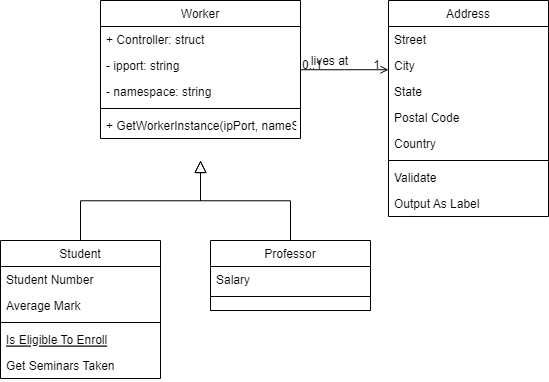 Worker
+ Controller: struct
- ipport: string
- namespace: string
+ GetWorkerInstance(ipPort, name
lives at
0..1
1
Address
Street
City
State
Postal Code
Country
Validate
Output As Label
Student
Student Number
Average Mark
Is Eligible To Enroll
Get Seminars Taken
Professor
Salary